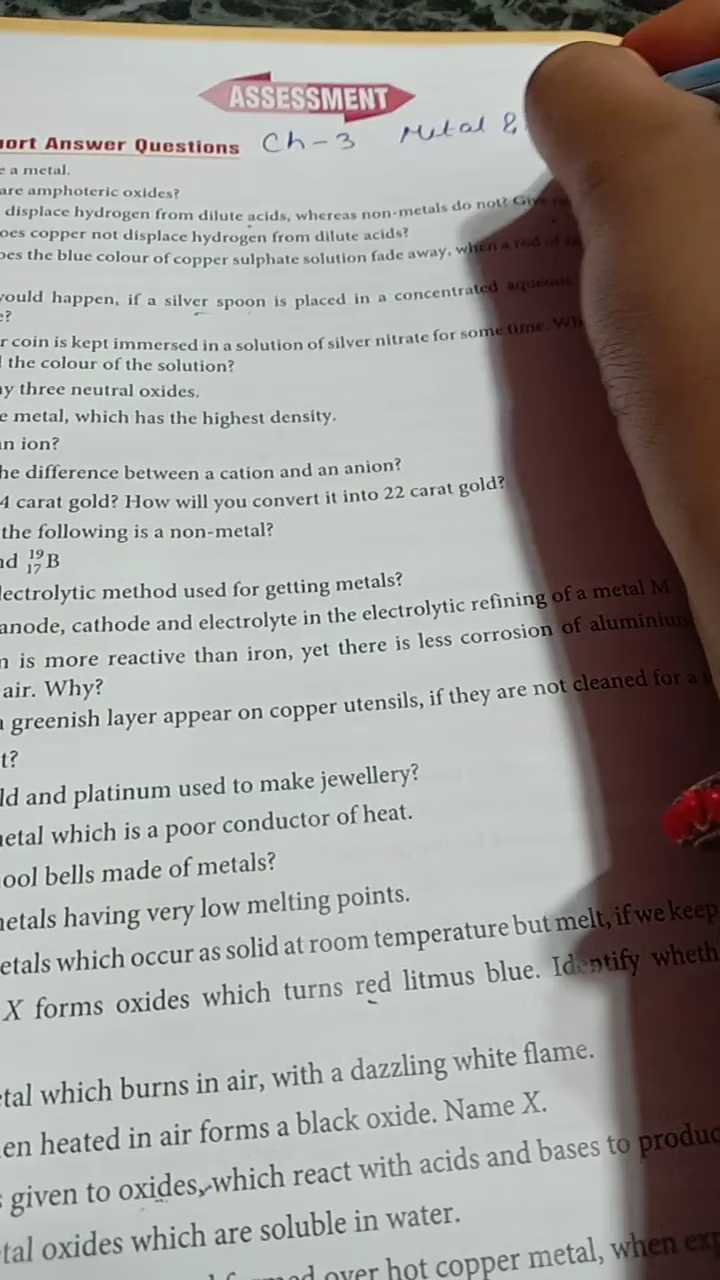 ASSESSMENT
ort Answer Questions Ch-3 Metal &
e a metal.
are amphoteric oxides?
displace hydrogen from dilute acids, whereas non-metals do not?
oes copper not displace hydrogen from dilute acids?
oes the blue colour of copper sulphate solution fade away, when a rod of
would happen, if a silver spoon is placed in a concentrated aqueous
e?
r coin is kept immersed in a solution of silver nitrate for some time.
the colour of the solution?
y three neutral oxides.
e metal, which has the highest density.
an ion?
he difference between a cation and an anion?
4 carat gold? How will you convert it into 22 carat gold?
the following is a non-metal?
nd ¹⁹₁₇B
lectrolytic method used for getting metals?
anode, cathode and electrolyte in the electrolytic refining of a metal M
n is more reactive than iron, yet there is less corrosion of aluminium
air. Why?
greenish layer appear on copper utensils, if they are not cleaned for a
t?
ld and platinum used to make jewellery?
etal which is a poor conductor of heat.
ool bells made of metals?
etals having very low melting points.
etals which occur as solid at room temperature but melt, if we keep
X forms oxides which turns red litmus blue. Identify wheth
tal which burns in air, with a dazzling white flame.
en heated in air forms a black oxide. Name X.
given to oxides, which react with acids and bases to produc
tal oxides which are soluble in water.
over hot copper metal, when exp